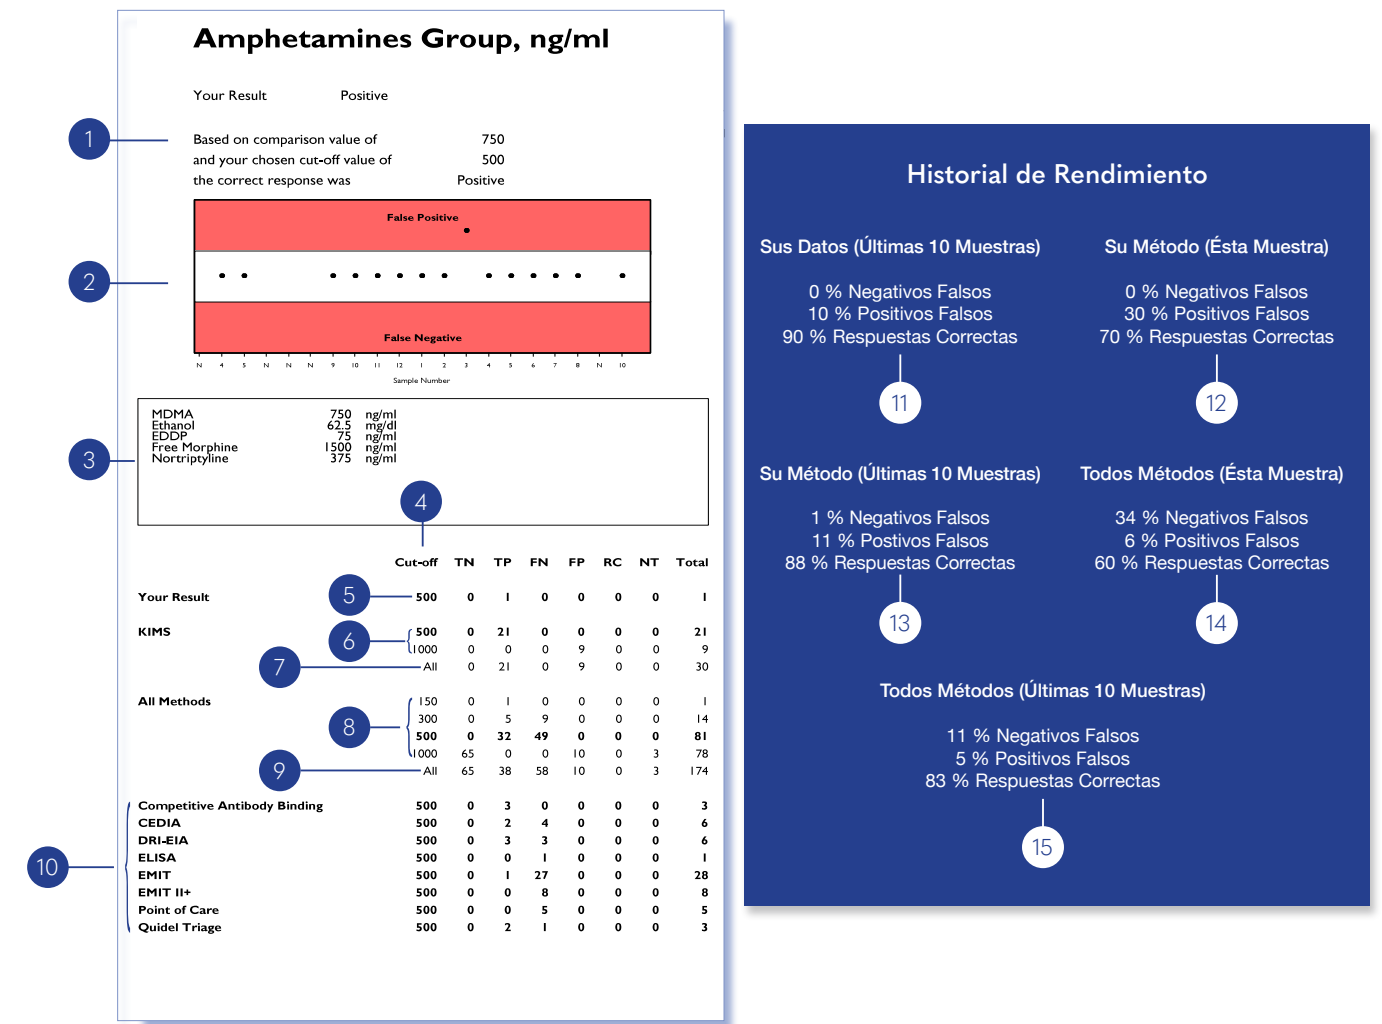 Amphetamines Group, ng/ml
Your Result Positive
1
Based on comparison value of 750
and your chosen cut-off value of 500
the correct response was Positive
False Positive
2
False Negative
N 4 5 N N N 9 10 11 12 1 2 3 4 5 6 7 8 N 10
Sample Number
3
MDMA 750 ng/ml
Ethanol 62.5 mg/dl
EDDP 75 ng/ml
Free Morphine 1500 ng/ml
Nortriptyline 375 ng/ml
4
Cut-off TN TP FN FP RC NT Total
Your Result 5 500 0 1 0 0 0 0 1
KIMS 6 500 0 21 0 0 0 0 21
1000 0 0 0 9 0 0 9
7 All 0 21 0 9 0 0 30
All Methods 150 0 1 0 0 0 0 1
8 300 0 5 9 0 0 0 14
500 0 32 49 0 0 0 81
1000 65 0 0 10 0 3 78
9 All 65 38 58 10 0 3 174
10
Competitive Antibody Binding 500 0 3 0 0 0 0 3
CEDIA 500 0 2 4 0 0 0 6
DRI-EIA 500 0 3 3 0 0 0 6
ELISA 500 0 0 1 0 0 0 1
EMIT 500 0 1 27 0 0 0 28
EMIT II+ 500 0 0 8 0 0 0 8
Point of Care 500 0 0 5 0 0 0 5
Quidel Triage 500 0 2 1 0 0 0 3
Historial de Rendimiento
Sus Datos (Últimas 10 Muestras)
0 % Negativos Falsos
10 % Positivos Falsos
90 % Respuestas Correctas
11
Su Método (Ésta Muestra)
0 % Negativos Falsos
30 % Positivos Falsos
70 % Respuestas Correctas
12
Su Método (Últimas 10 Muestras)
1 % Negativos Falsos
11 % Postivos Falsos
88 % Respuestas Correctas
13
Todos Métodos (Ésta Muestra)
34 % Negativos Falsos
6 % Positivos Falsos
60 % Respuestas Correctas
14
Todos Métodos (Últimas 10 Muestras)
11 % Negativos Falsos
5 % Positivos Falsos
83 % Respuestas Correctas
15